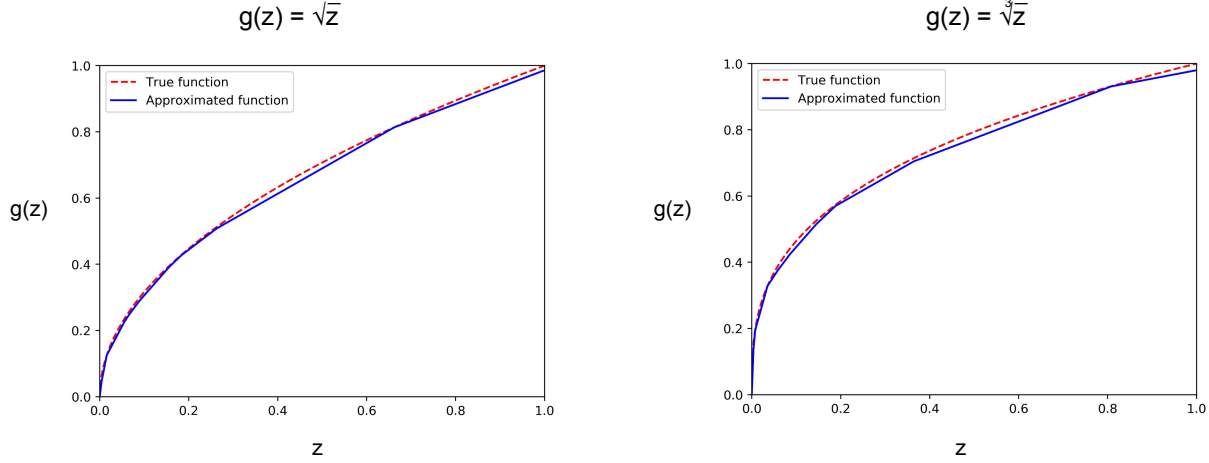 g(z) = √z
1.0
0.8
0.6
0.4
0.2
0.0
0.0 0.2 0.4 0.6 0.8 1.0
True function
Approximated function
g(z)
z
g(z) = ∛z
1.0
0.8
0.6
0.4
0.2
0.0
0.0 0.2 0.4 0.6 0.8 1.0
True function
Approximated function
g(z)
z